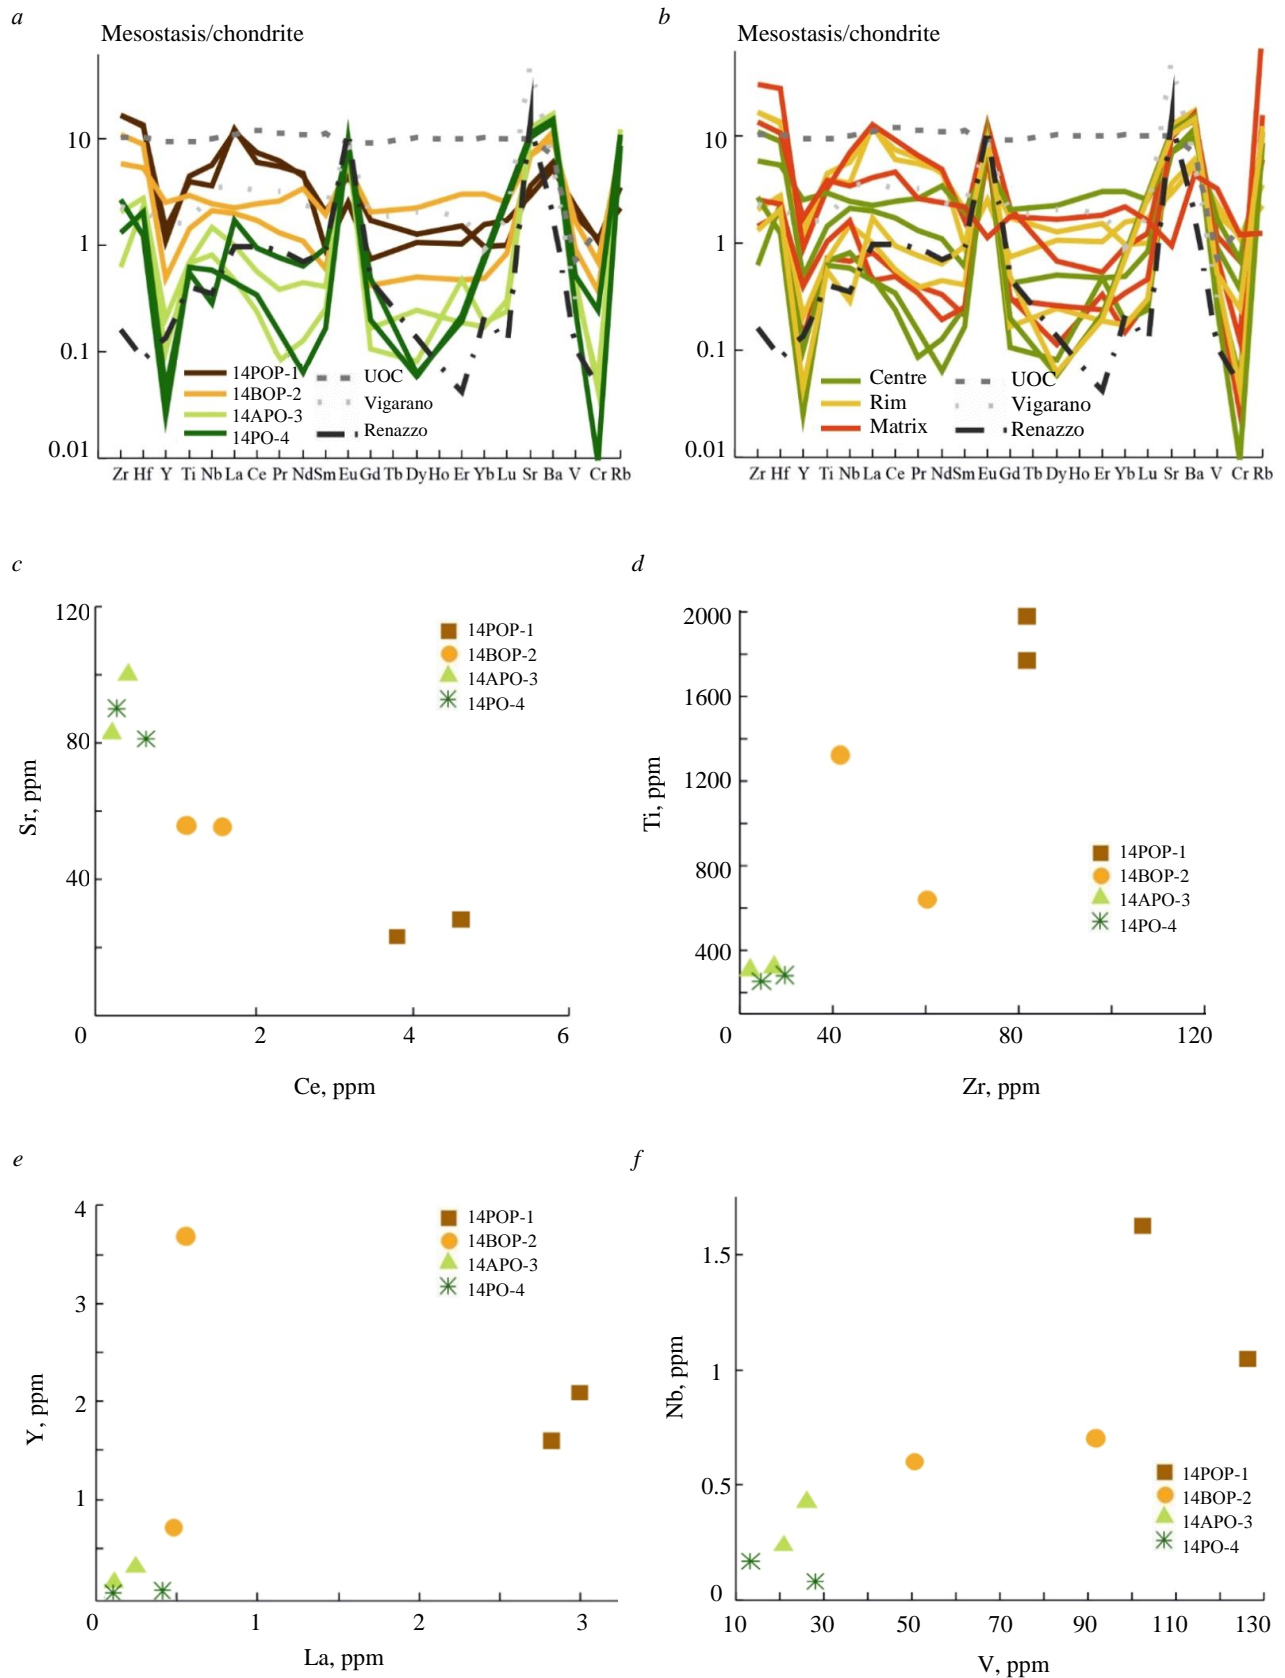 a
Mesostasis/chondrite
10
1
0.1
0.01
14POP-1
14BOP-2
14APO-3
14PO-4
UOC
Vigarano
Renazzo
Zr Hf Y Ti Nb La Ce Pr Nd Sm Eu Gd Tb Dy Ho Er Yb Lu Sr Ba V Cr Rb
b
Mesostasis/chondrite
10
1
0.1
0.01
Centre
Rim
Matrix
UOC
Vigarano
Renazzo
Zr Hf Y Ti Nb La Ce Pr Nd Sm Eu Gd Tb Dy Ho Er Yb Lu Sr Ba V Cr Rb
c
120
80
40
Sr, ppm
14POP-1
14BOP-2
14APO-3
14PO-4
0 2 4 6
Ce, ppm
d
2000
1600
1200
800
400
Ti, ppm
14POP-1
14BOP-2
14APO-3
14PO-4
0 40 80 120
Zr, ppm
e
4
3
2
1
Y, ppm
14POP-1
14BOP-2
14APO-3
14PO-4
0 1 2 3
La, ppm
f
1.5
1
0.5
0
Nb, ppm
14POP-1
14BOP-2
14APO-3
14PO-4
10 30 50 70 90 110 130
V, ppm